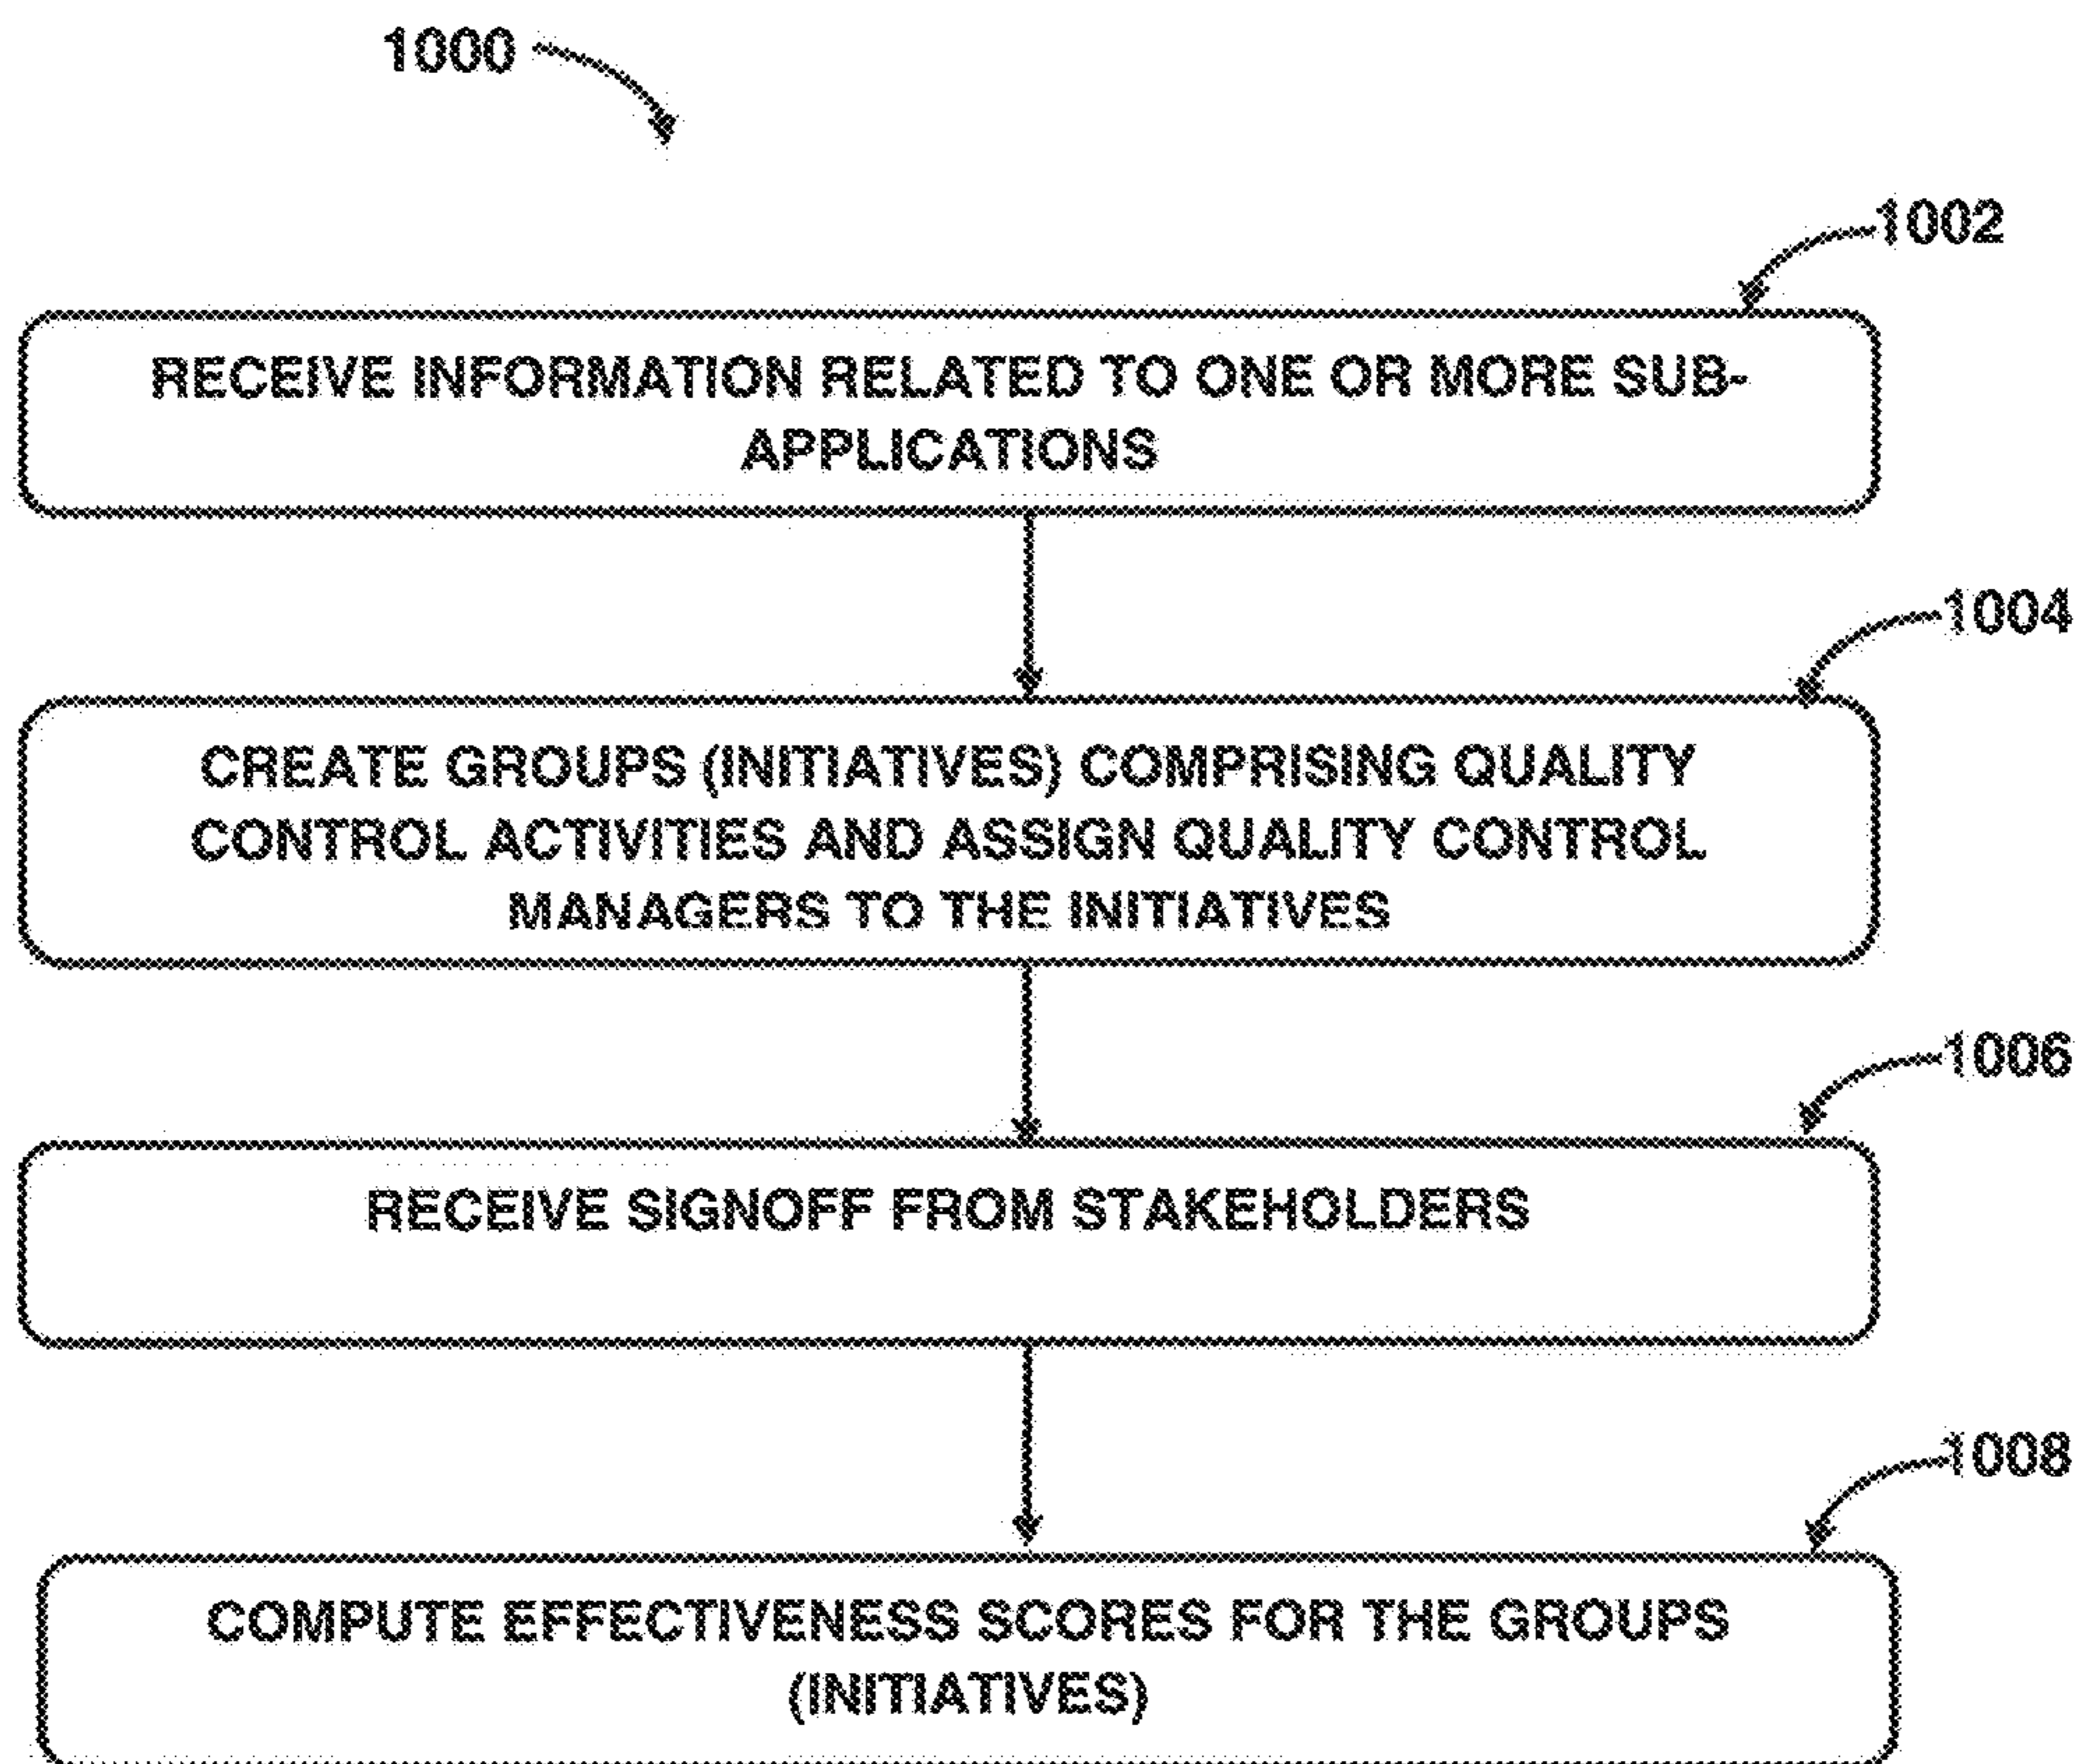 1000
1002
RECEIVE INFORMATION RELATED TO ONE OR MORE SUB-
APPLICATIONS
1004
CREATE GROUPS (INITIATIVES) COMPRISING QUALITY
CONTROL ACTIVITIES AND ASSIGN QUALITY CONTROL
MANAGERS TO THE INITIATIVES
1006
RECEIVE SIGNOFF FROM STAKEHOLDERS
1008
COMPUTE EFFECTIVENESS SCORES FOR THE GROUPS
(INITIATIVES)